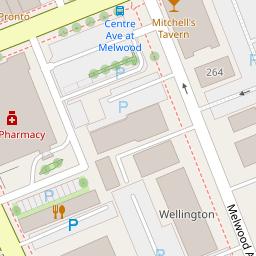 Pronto
Centre
Ave at
Melwood
Mitchell's
Tavern
264
P
P
Pharmacy
P
P
Wellington
Melwood A